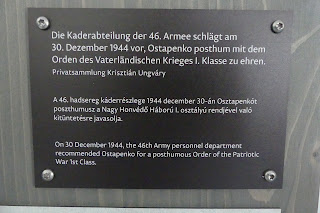 Die Kaderabteilung der 46. Armee schlägt am
30. Dezember 1944 vor, Ostapenko posthum mit dem
Orden des Vaterländischen Krieges I. Klasse zu ehren.
Privatsammlung Krisztián Ungváry
A 46. hadsereg káderrészlege 1944 december 30-án Osztapenkót
poszthumusz a Nagy Honvédő Háború I. osztályú rendjével való
kitüntetésre javasolja.
On 30 December 1944, the 46th Army personnel department
recommended Ostapenko for a posthumous Order of the Patriotic
War 1st Class.